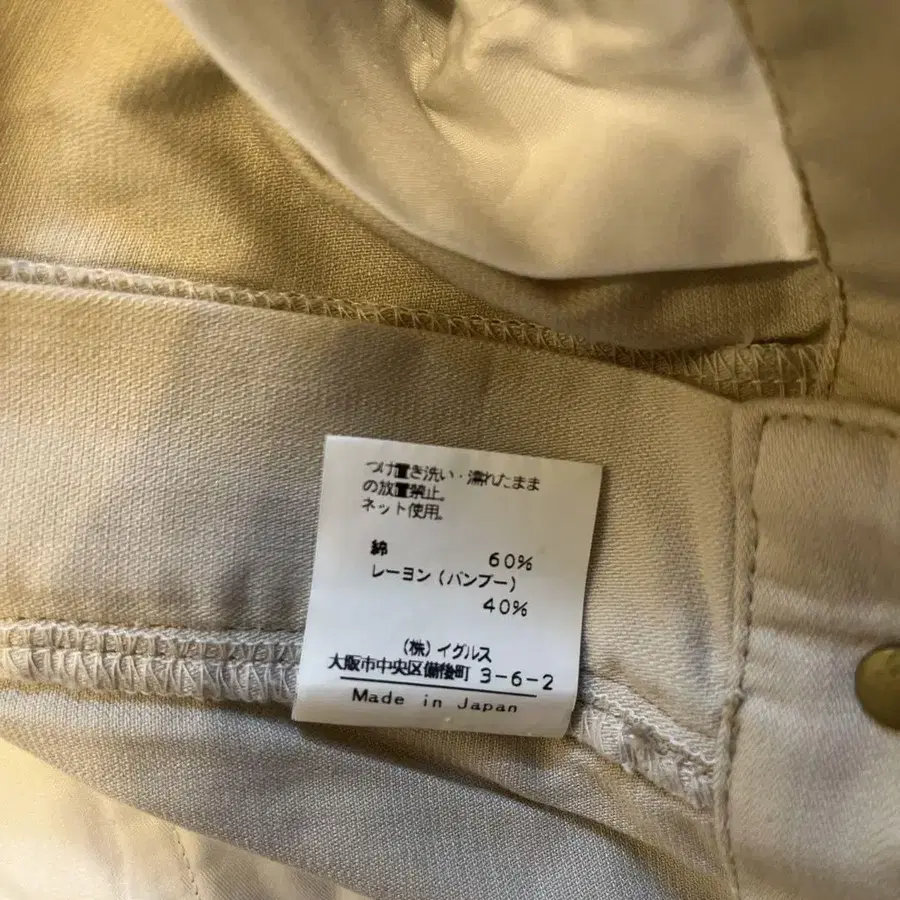 つけ置き洗い・濡れたまま
の放置禁止。
ネット使用。
綿 60%
レーヨン(バンブー)
40%
(株)イグルス
大阪市中央区備後町 3-6-2
Made in Japan